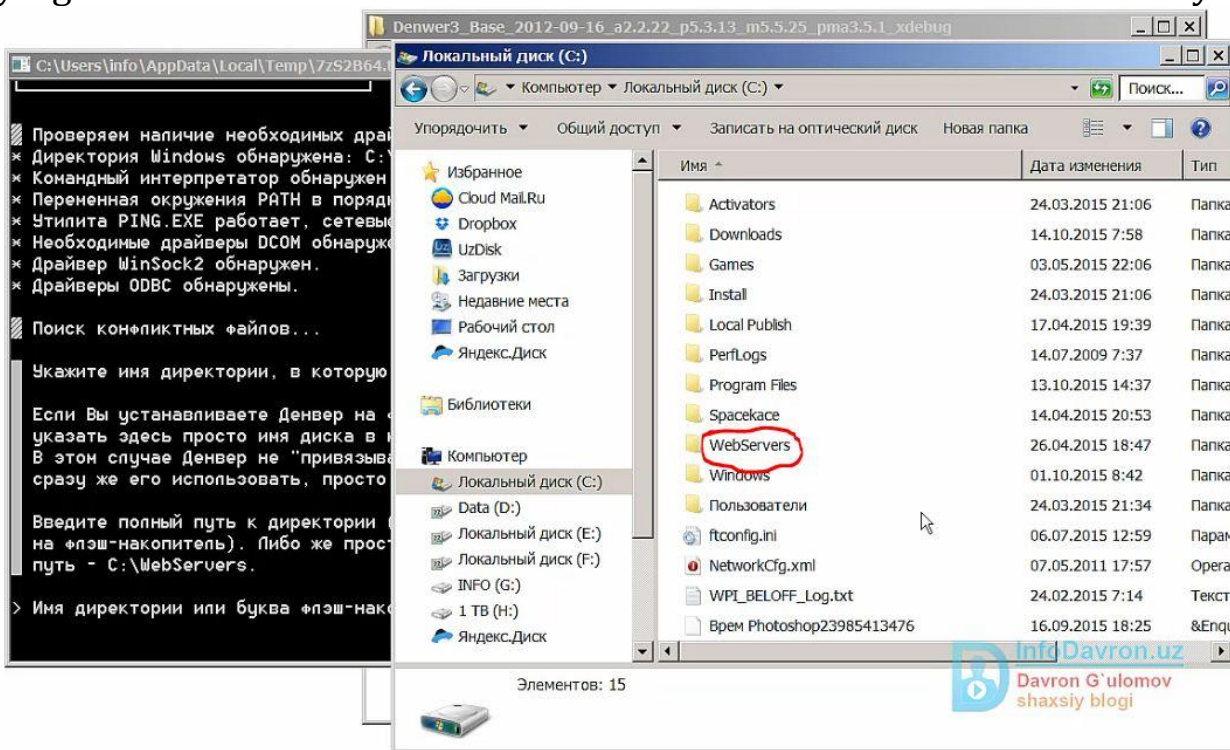 Denwer3_Base_2012-09-16_a2.2.22_p5.3.13_m5.5.25_pma3.5.1_xdebug
C:\Users\info\AppData\Local\Temp\7zS2B64.t
Проверяем наличие необходиных драй
* Директория Windows обнаружена: C:\
* Командный интерпретатор обнаружен
* Переменная окружения PATH в поряд
* Утилита PING.EXE работает, сетевые
* Необходимые драйверы DCOM обнаруж
* Драйвер WinSock2 обнаружен.
* Драйверы ODBC обнаружены.
Поиск конфликтных файлов...
Укажите имя директории, в которую
Если Вы устанавливаете Денвер на
указать здесь просто имя диска в
В этом случае Денвер не "привязыва
сразу же его использовать, просто
Введите полный путь к директории (
на флэш-накопитель). Либо же прост
путь - C:\WebServers.
> Имя директории или буква флэш-нак
Локальный диск (C:)
Компьютер Локальный диск (C:)
Поиск...
Упорядочить Общий доступ Записать на оптический диск Новая папка
Избранное
Cloud Mail.Ru
Dropbox
UzDisk
Загрузки
Недавние места
Рабочий стол
Яндекс.Диск
Библиотеки
Компьютер
Локальный диск (C:)
Data (D:)
Локальный диск (E:)
Локальный диск (F:)
INFO (G:)
1 TB (H:)
Яндекс.Диск
Имя Дата изменения Тип
Activators 24.03.2015 21:06 Папка
Downloads 14.10.2015 7:58 Папка
Games 03.05.2015 22:06 Папка
Install 24.03.2015 21:06 Папка
Local Publish 17.04.2015 19:39 Папка
PerfLogs 14.07.2009 7:37 Папка
Program Files 13.10.2015 14:37 Папка
Spacekace 14.04.2015 20:53 Папка
WebServers 26.04.2015 18:47 Папка
Windows 01.10.2015 8:42 Папка
Пользователи 24.03.2015 21:34 Папка
ftconfig.ini 06.07.2015 12:59 Парам
NetworkCfg.xml 07.05.2011 17:57 Opera
WPI_BELOFF_Log.txt 24.02.2015 7:14 Текст
Врем Photoshop23985413476 16.09.2015 18:25 &Enqu
Элементов: 15
InfoDavron.uz
Davron G`ulomov
shaxsiy blogi